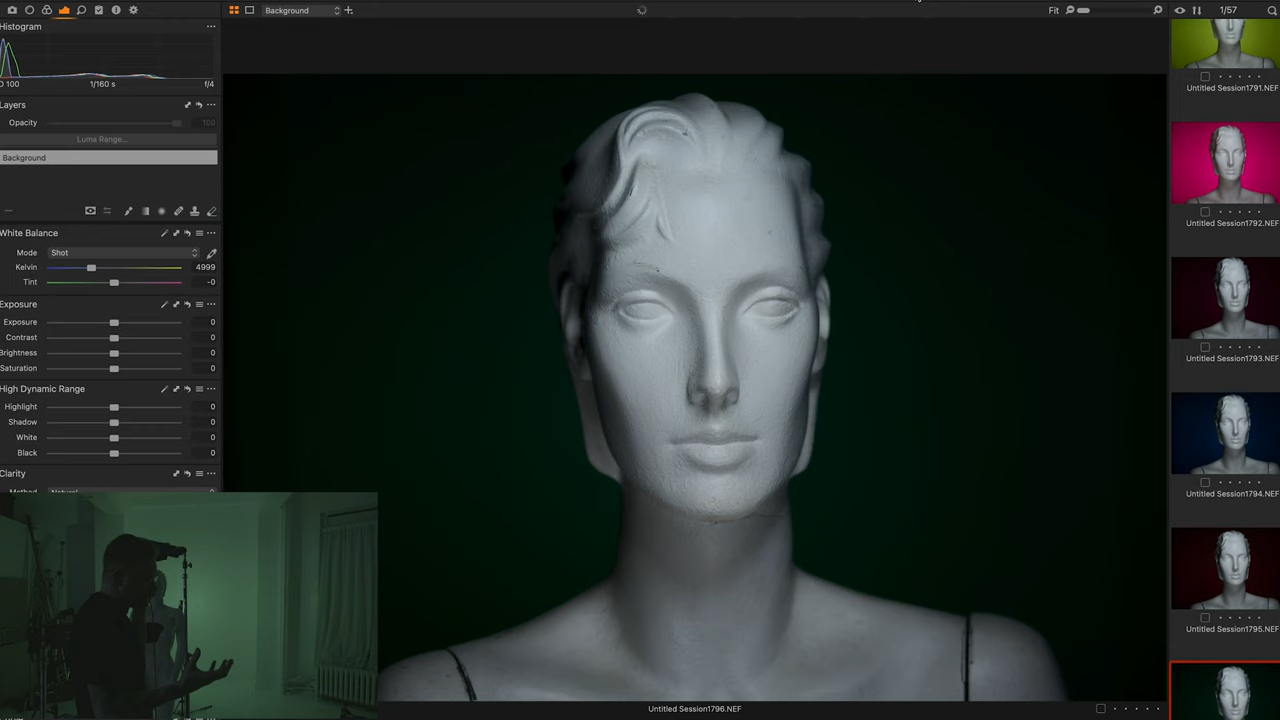 Background
Fit
1/57
Histogram
O 100 1/160 s f/4
Layers
Opacity 100
Luma Range...
Background
White Balance
Mode Shot
Kelvin 4999
Tint -0
Exposure
Exposure 0
Contrast 0
Brightness 0
Saturation 0
High Dynamic Range
Highlight 0
Shadow 0
White 0
Black 0
Clarity
Method Natural
Untitled Session1791.NEF
Untitled Session1792.NEF
Untitled Session1793.NEF
Untitled Session1794.NEF
Untitled Session1795.NEF
Untitled Session1796.NEF